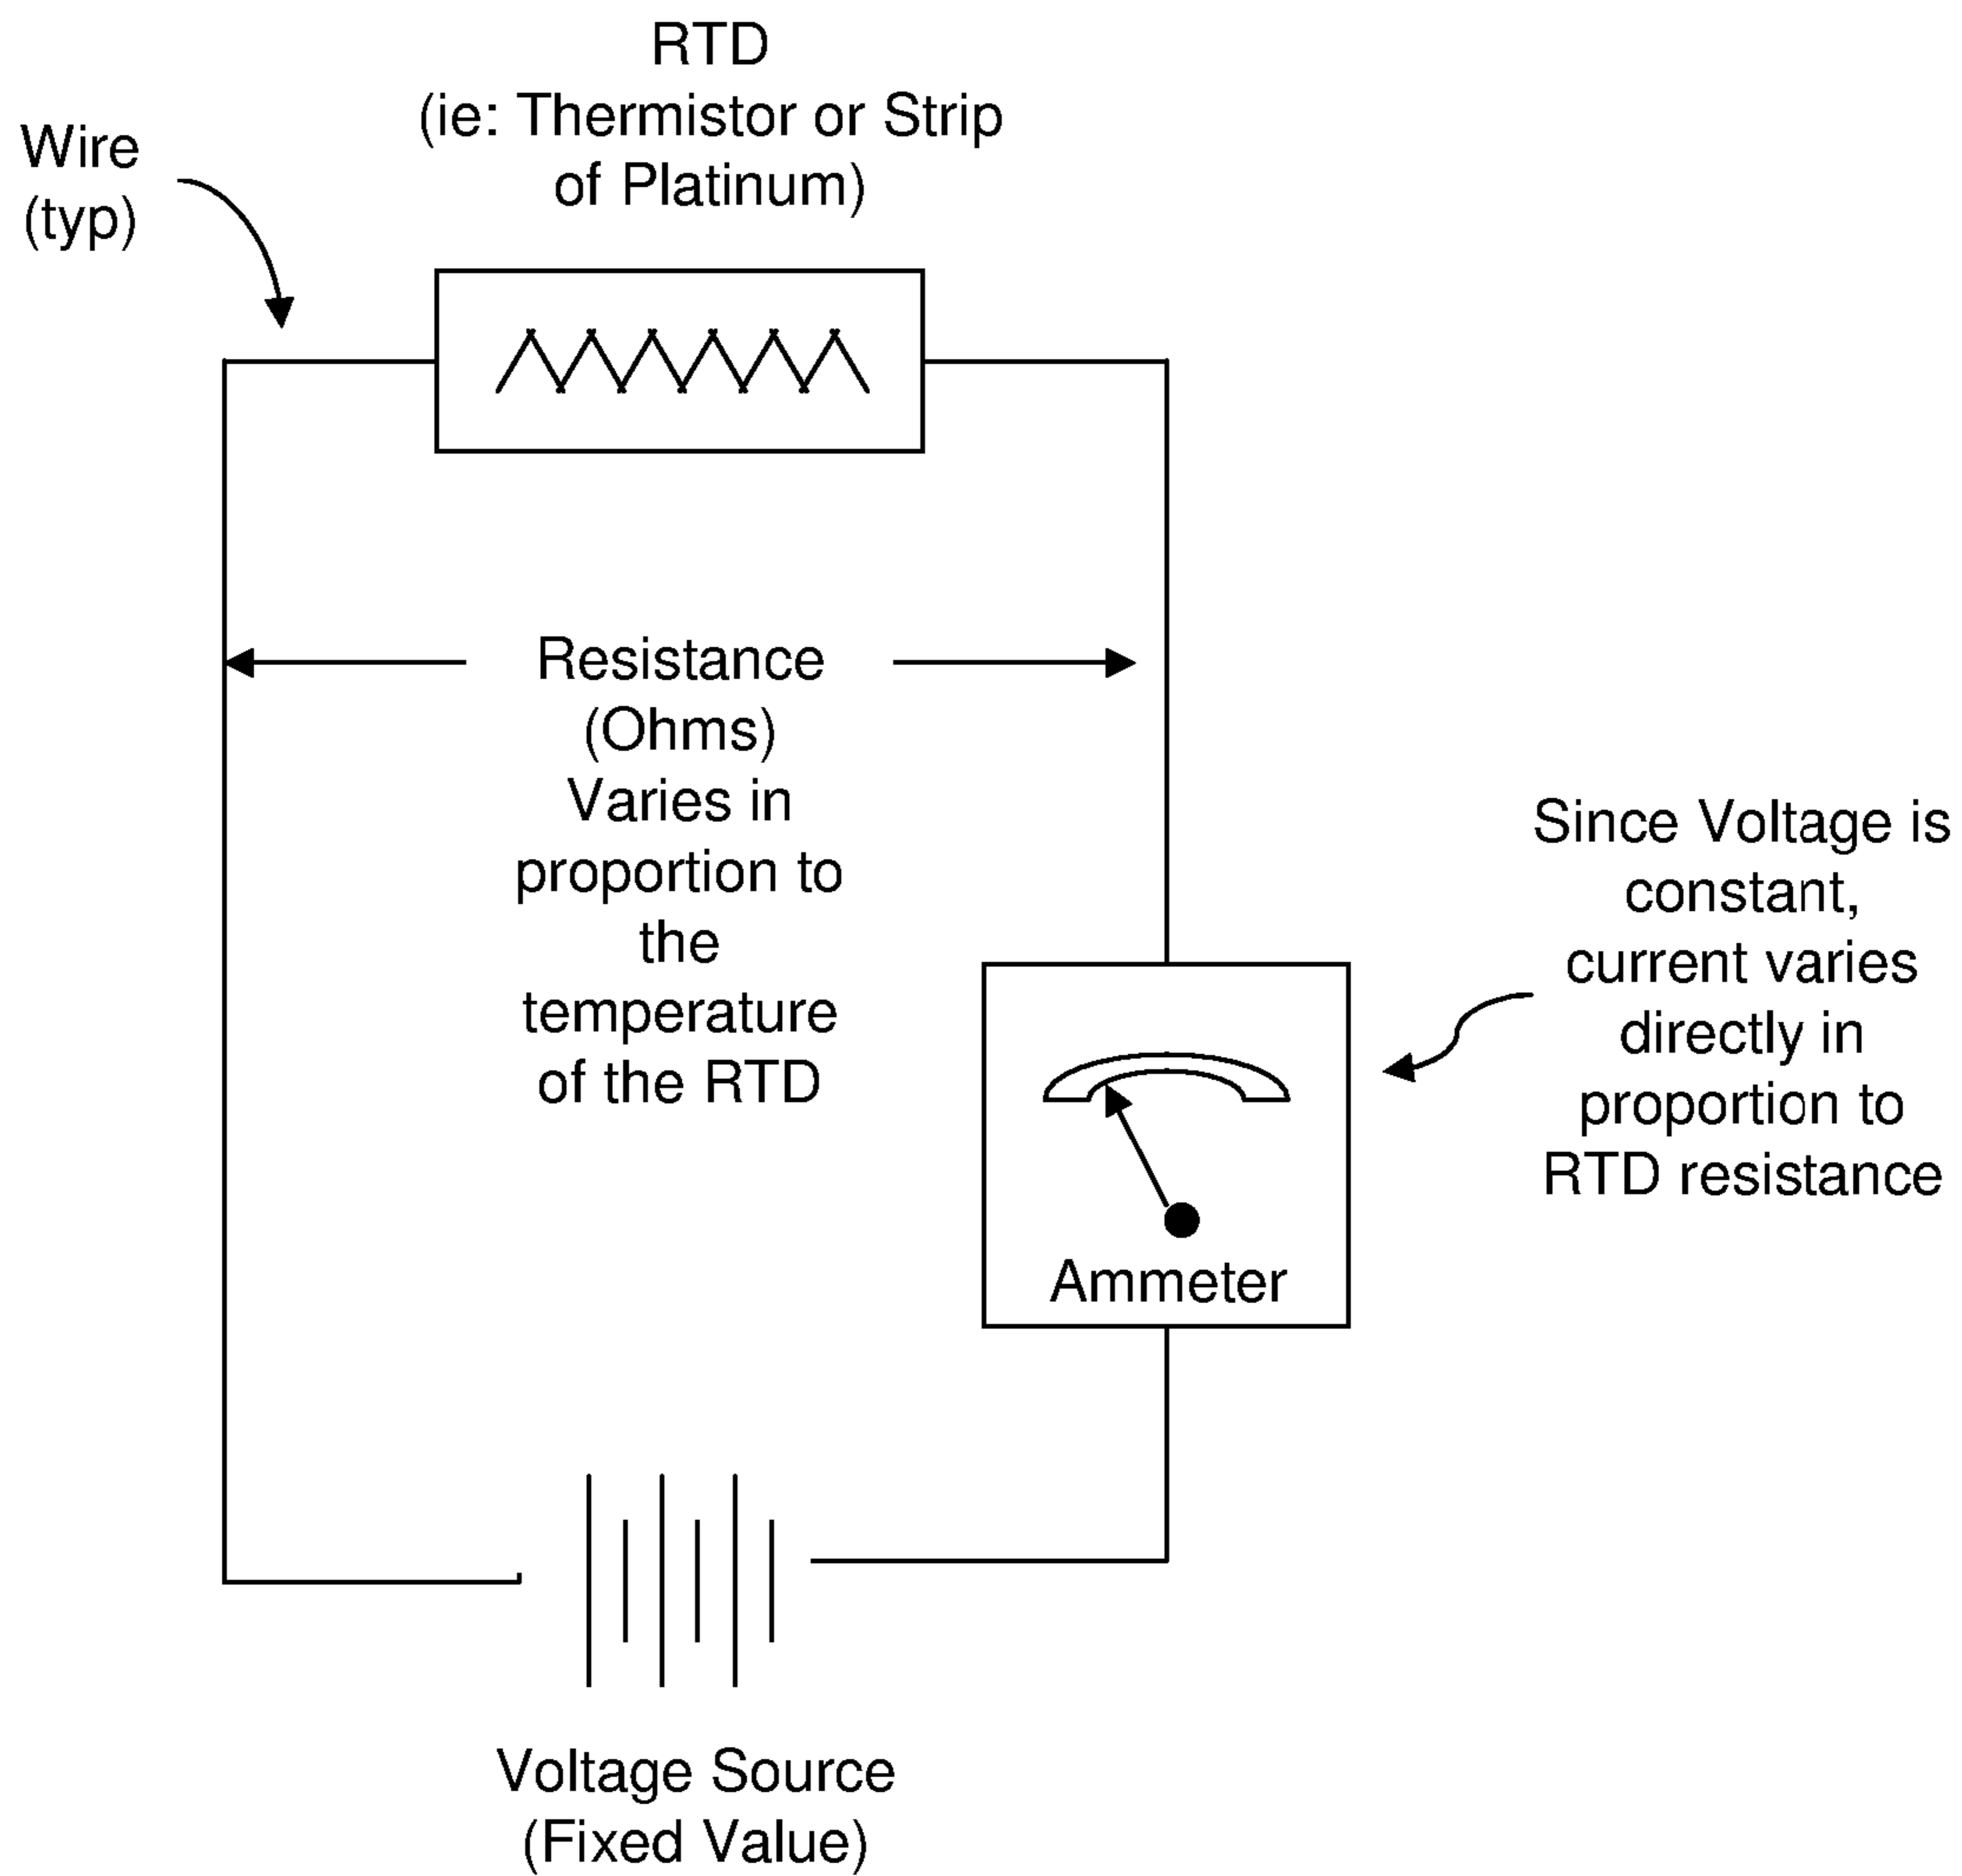 RTD
(ie: Thermistor or Strip
of Platinum)
Wire
(typ)
Resistance
(Ohms)
Varies in
proportion to
the
temperature
of the RTD
Since Voltage is
constant,
current varies
directly in
proportion to
RTD resistance
Ammeter
Voltage Source
(Fixed Value)